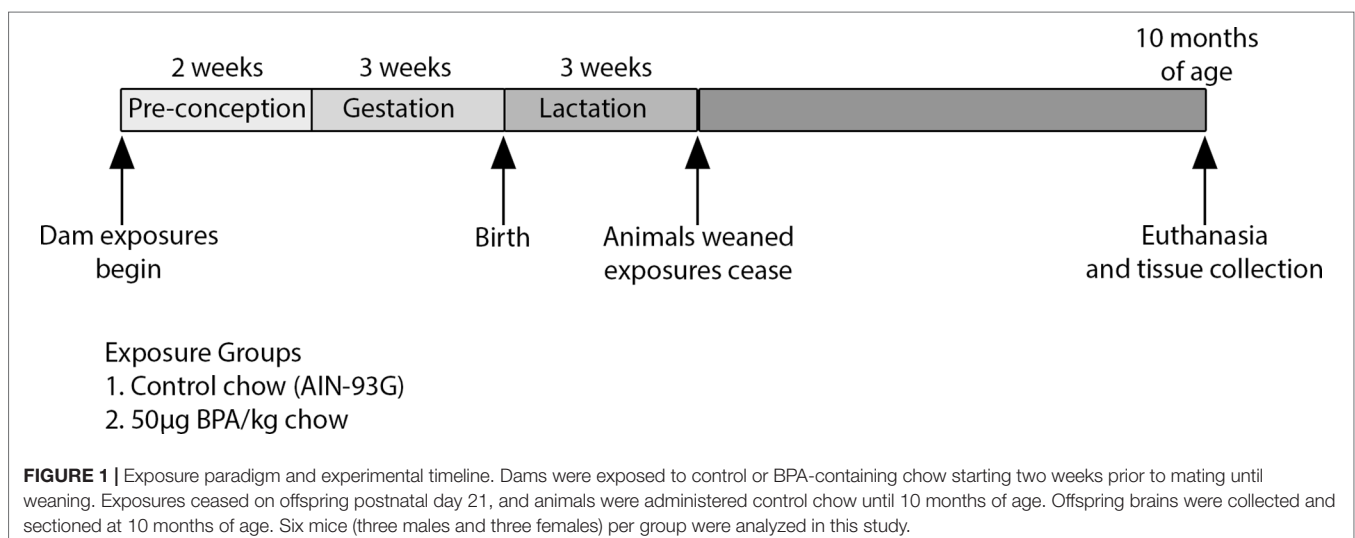 2 weeks
3 weeks
3 weeks
10 months
of age
Pre-conception
Gestation
Lactation
Dam exposures
begin
Birth
Animals weaned
exposures cease
Euthanasia
and tissue collection
Exposure Groups
1. Control chow (AIN-93G)
2. 50µg BPA/kg chow
FIGURE 1 | Exposure paradigm and experimental timeline. Dams were exposed to control or BPA-containing chow starting two weeks prior to mating until
weaning. Exposures ceased on offspring postnatal day 21, and animals were administered control chow until 10 months of age. Offspring brains were collected and
sectioned at 10 months of age. Six mice (three males and three females) per group were analyzed in this study.